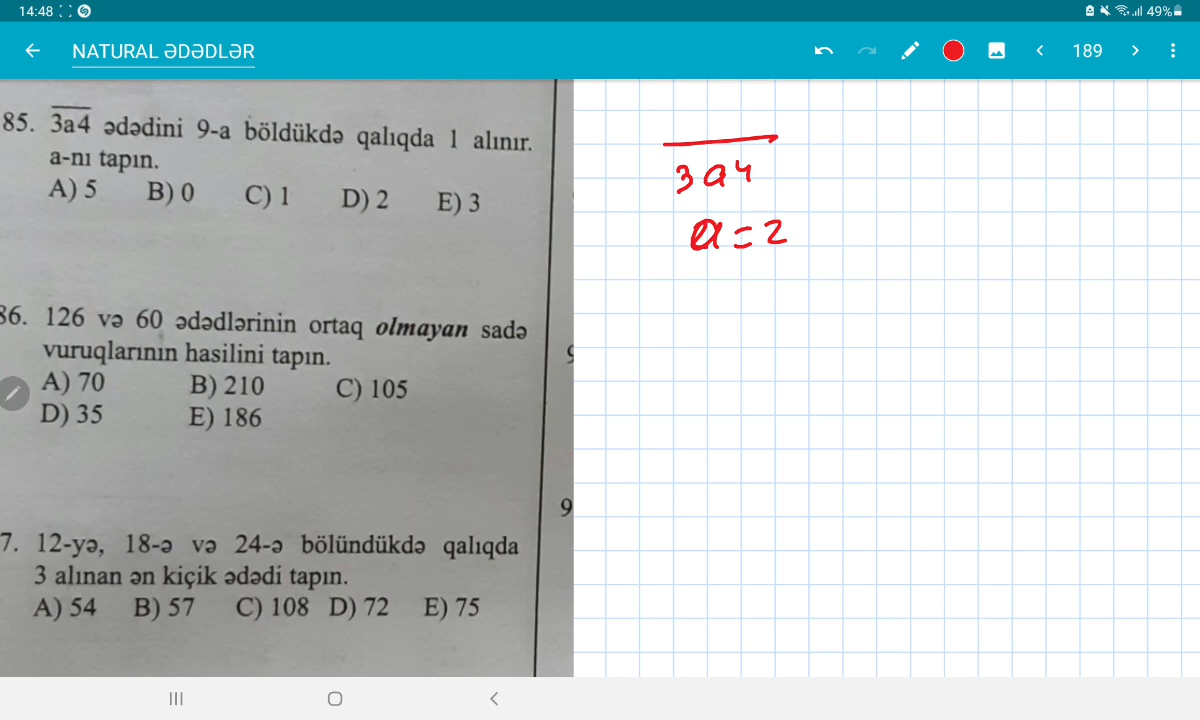 14:48
49%
NATURAL ƏDƏDLƏR
189
85. 3a4 ədədini 9-a böldükdə qalıqda 1 alınır.
a-nı tapın.
A) 5 B) 0 C) 1 D) 2 E) 3
86. 126 və 60 ədədlərinin ortaq olmayan sadə
vuruqlarının hasilini tapın.
A) 70 B) 210 C) 105
D) 35 E) 186
7. 12-yə, 18-ə və 24-ə bölündükdə qalıqda
3 alınan ən kiçik ədədi tapın.
A) 54 B) 57 C) 108 D) 72 E) 75
9
9
3a4
a=2